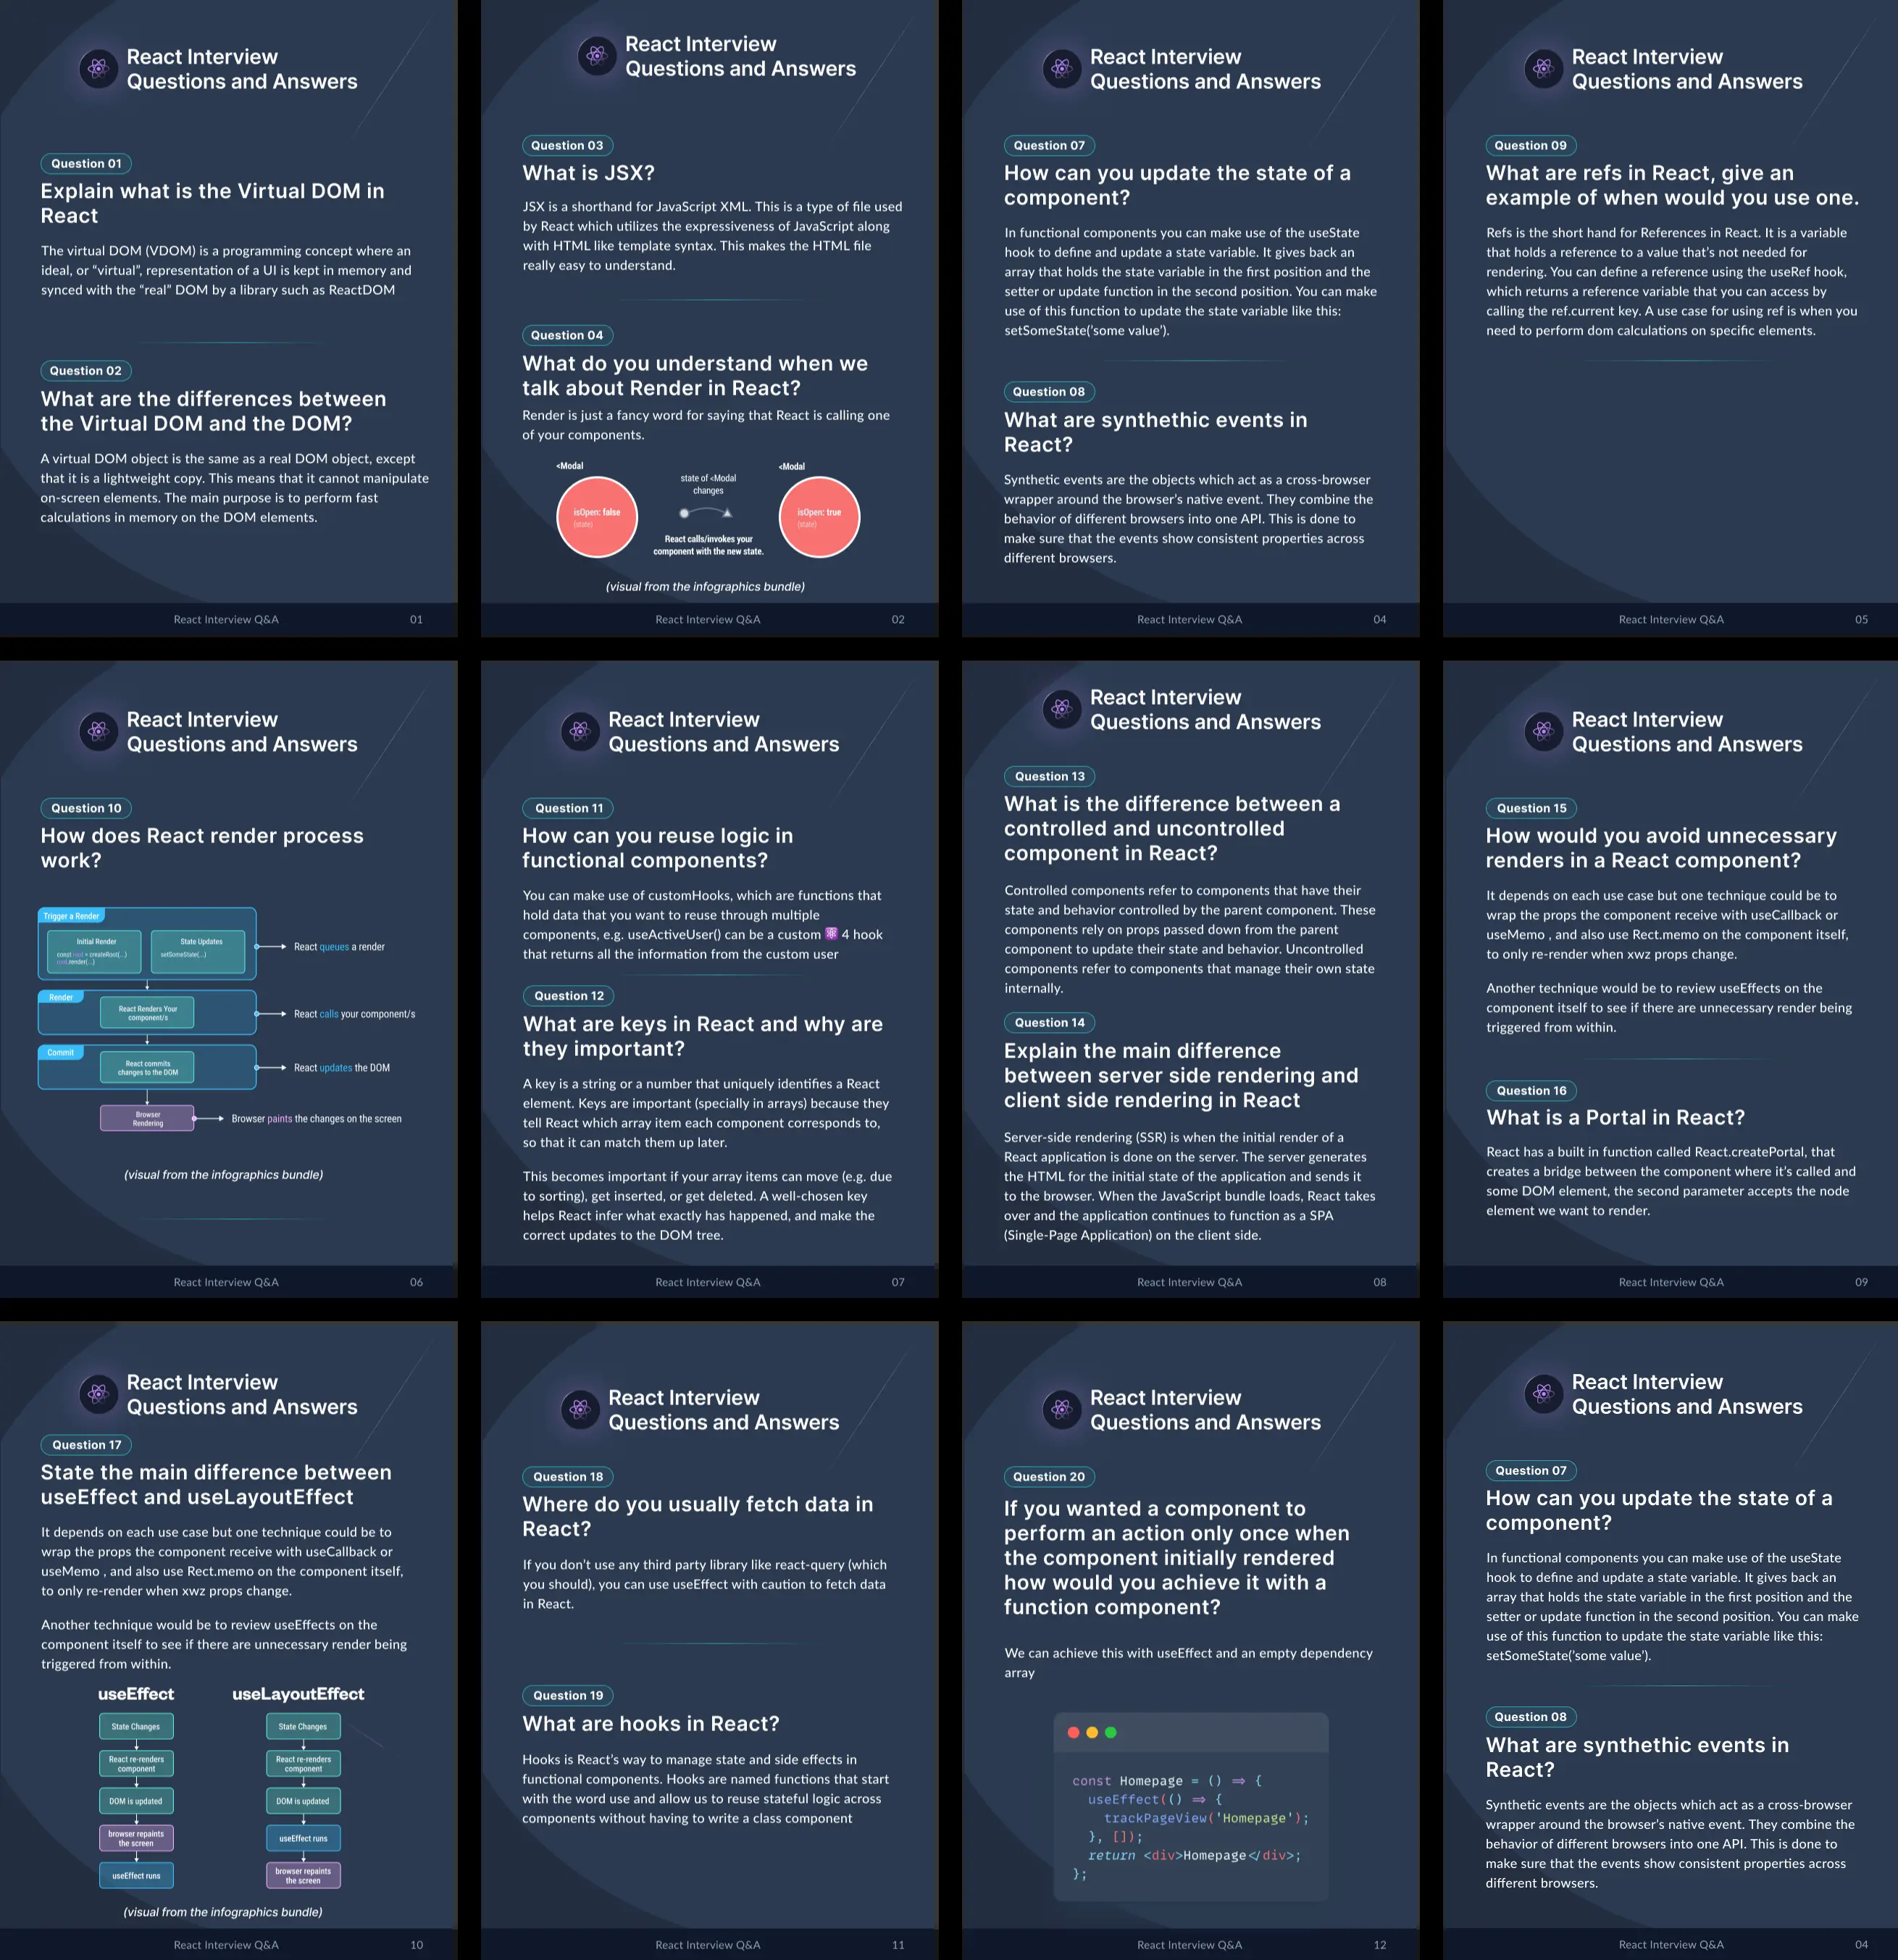 React Interview
Questions and Answers
Question 01
Explain what is the Virtual DOM in
React
The virtual DOM (VDOM) is a programming concept where an
ideal, or “virtual”, representation of a UI is kept in memory and
synced with the “real” DOM by a library such as ReactDOM
Question 02
What are the differences between
the Virtual DOM and the DOM?
A virtual DOM object is the same as a real DOM object, except
that it is a lightweight copy. This means that it cannot manipulate
on-screen elements. The main purpose is to perform fast
calculations in memory on the DOM elements.
React Interview Q&A
01
React Interview
Questions and Answers
Question 03
What is JSX?
JSX is a shorthand for JavaScript XML. This is a type of file used
by React which utilizes the expressiveness of JavaScript along
with HTML like template syntax. This makes the HTML file
really easy to understand.
Question 04
What do you understand when we
talk about Render in React?
Render is just a fancy word for saying that React is calling one
of your components.
<Modal
isOpen: false
(state)
state of <Modal
changes
React calls/invokes your
component with the new state.
<Modal
isOpen: true
(state)
(visual from the infographics bundle)
React Interview Q&A
02
React Interview
Questions and Answers
Question 07
How can you update the state of a
component?
In functional components you can make use of the useState
hook to define and update a state variable. It gives back an
array that holds the state variable in the first position and the
setter or update function in the second position. You can make
use of this function to update the state variable like this:
setSomeState(‘some value’).
Question 08
What are synthethic events in
React?
Synthetic events are the objects which act as a cross-browser
wrapper around the browser’s native event. They combine the
behavior of different browsers into one API. This is done to
make sure that the events show consistent properties across
different browsers.
React Interview Q&A
04
React Interview
Questions and Answers
Question 09
What are refs in React, give an
example of when would you use one.
Refs is the short hand for References in React. It is a variable
that holds a reference to a value that’s not needed for
rendering. You can define a reference using the useRef hook,
which returns a reference variable that you can access by
calling the ref.current key. A use case for using ref is when you
need to perform dom calculations on specific elements.
React Interview Q&A
05
React Interview
Questions and Answers
Question 10
How does React render process
work?
Trigger a Render
Initial Render
const root = createRoot(...)
root.render(...)
State Updates
setSomeState(...)
React queues a render
Render
React Renders Your
component/s
React calls your component/s
Commit
React commits
changes to the DOM
React updates the DOM
Browser
Rendering
Browser paints the changes on the screen
(visual from the infographics bundle)
React Interview Q&A
06
React Interview
Questions and Answers
Question 11
How can you reuse logic in
functional components?
You can make use of customHooks, which are functions that
hold data that you want to reuse through multiple
components, e.g. useActiveUser() can be a custom ⚛️ 4 hook
that returns all the information from the custom user
Question 12
What are keys in React and why are
they important?
A key is a string or a number that uniquely identifies a React
element. Keys are important (specially in arrays) because they
tell React which array item each component corresponds to,
so that it can match them up later.
This becomes important if your array items can move (e.g. due
to sorting), get inserted, or get deleted. A well-chosen key
helps React infer what exactly has happened, and make the
correct updates to the DOM tree.
React Interview Q&A
07
React Interview
Questions and Answers
Question 13
What is the difference between a
controlled and uncontrolled
component in React?
Controlled components refer to components that have their
state and behavior controlled by the parent component. These
components rely on props passed down from the parent
component to update their state and behavior. Uncontrolled
components refer to components that manage their own state
internally.
Question 14
Explain the main difference
between server side rendering and
client side rendering in React
Server-side rendering (SSR) is when the initial render of a
React application is done on the server. The server generates
the HTML for the initial state of the application and sends it
to the browser. When the JavaScript bundle loads, React takes
over and the application continues to function as a SPA
(Single-Page Application) on the client side.
React Interview Q&A
08
React Interview
Questions and Answers
Question 15
How would you avoid unnecessary
renders in a React component?
It depends on each use case but one technique could be to
wrap the props the component receive with useCallback or
useMemo , and also use Rect.memo on the component itself,
to only re-render when xwz props change.
Another technique would be to review useEffects on the
component itself to see if there are unnecessary render being
triggered from within.
Question 16
What is a Portal in React?
React has a built in function called React.createPortal, that
creates a bridge between the component where it’s called and
some DOM element, the second parameter accepts the node
element we want to render.
React Interview Q&A
09
React Interview
Questions and Answers
Question 17
State the main difference between
useEffect and useLayoutEffect
It depends on each use case but one technique could be to
wrap the props the component receive with useCallback or
useMemo , and also use Rect.memo on the component itself,
to only re-render when xwz props change.
Another technique would be to review useEffects on the
component itself to see if there are unnecessary render being
triggered from within.
useEffect
State Changes
React re-renders
component
DOM is updated
browser repaints
the screen
useEffect runs
useLayoutEffect
State Changes
React re-renders
component
DOM is updated
useEffect runs
browser repaints
the screen
(visual from the infographics bundle)
React Interview Q&A
10
React Interview
Questions and Answers
Question 18
Where do you usually fetch data in
React?
If you don’t use any third party library like react-query (which
you should), you can use useEffect with caution to fetch data
in React.
Question 19
What are hooks in React?
Hooks is React’s way to manage state and side effects in
functional components. Hooks are named functions that start
with the word use and allow us to reuse stateful logic across
components without having to write a class component
React Interview Q&A
11
React Interview
Questions and Answers
Question 20
If you wanted a component to
perform an action only once when
the component initially rendered
how would you achieve it with a
function component?
We can achieve this with useEffect and an empty dependency
array
const Homepage = () => {
useEffect(() => {
trackPageView('Homepage');
}, []);
return <div>Homepage</div>;
};
React Interview Q&A
12
React Interview
Questions and Answers
Question 07
How can you update the state of a
component?
In functional components you can make use of the useState
hook to define and update a state variable. It gives back an
array that holds the state variable in the first position and the
setter or update function in the second position. You can make
use of this function to update the state variable like this:
setSomeState(‘some value’).
Question 08
What are synthethic events in
React?
Synthetic events are the objects which act as a cross-browser
wrapper around the browser’s native event. They combine the
behavior of different browsers into one API. This is done to
make sure that the events show consistent properties across
different browsers.
React Interview Q&A
04